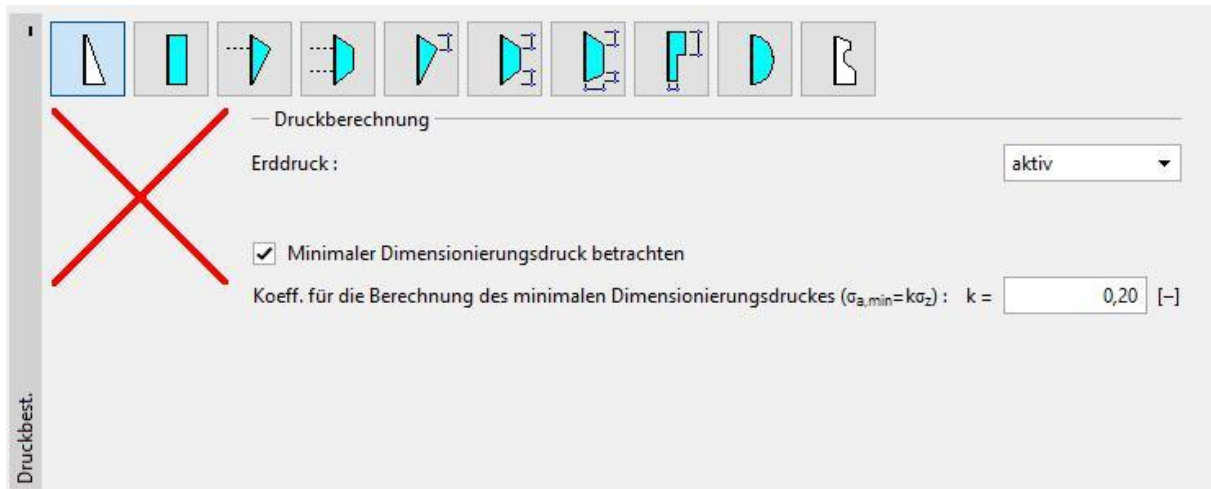 Druckberechnung
Erddruck :
aktiv
Minimaler Dimensionierungsdruck betrachten
Koeff. für die Berechnung des minimalen Dimensionierungsdruckes (σa,min=kσz) : k = 0,20 [–]
Druckbest.